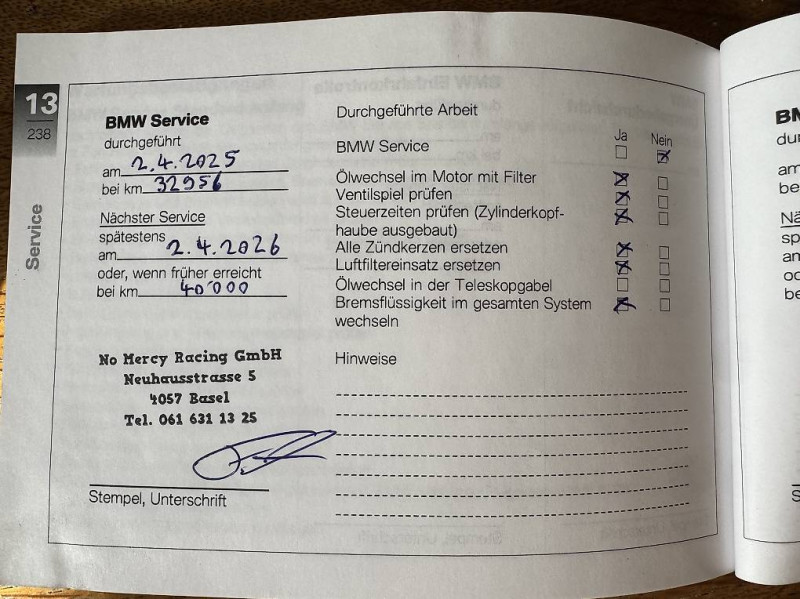 13
238
Service
BMW Service
durchgeführt
am 2.4.2025
bei km 32956
Nächster Service
spätestens
am 2.4.2026
oder, wenn früher erreicht
bei km 40'000
No Mercy Racing GmbH
Neuhausstrasse 5
4057 Basel
Tel. 061 631 13 25
Stempel, Unterschrift
Durchgeführte Arbeit
Ja Nein
BMW Service
Ölwechsel im Motor mit Filter
Ventilspiel prüfen
Steuerzeiten prüfen (Zylinderkopf-
haube ausgebaut)
Alle Zündkerzen ersetzen
Luftfiltereinsatz ersetzen
Ölwechsel in der Teleskopgabel
Bremsflüssigkeit im gesamten System
wechseln
Hinweise